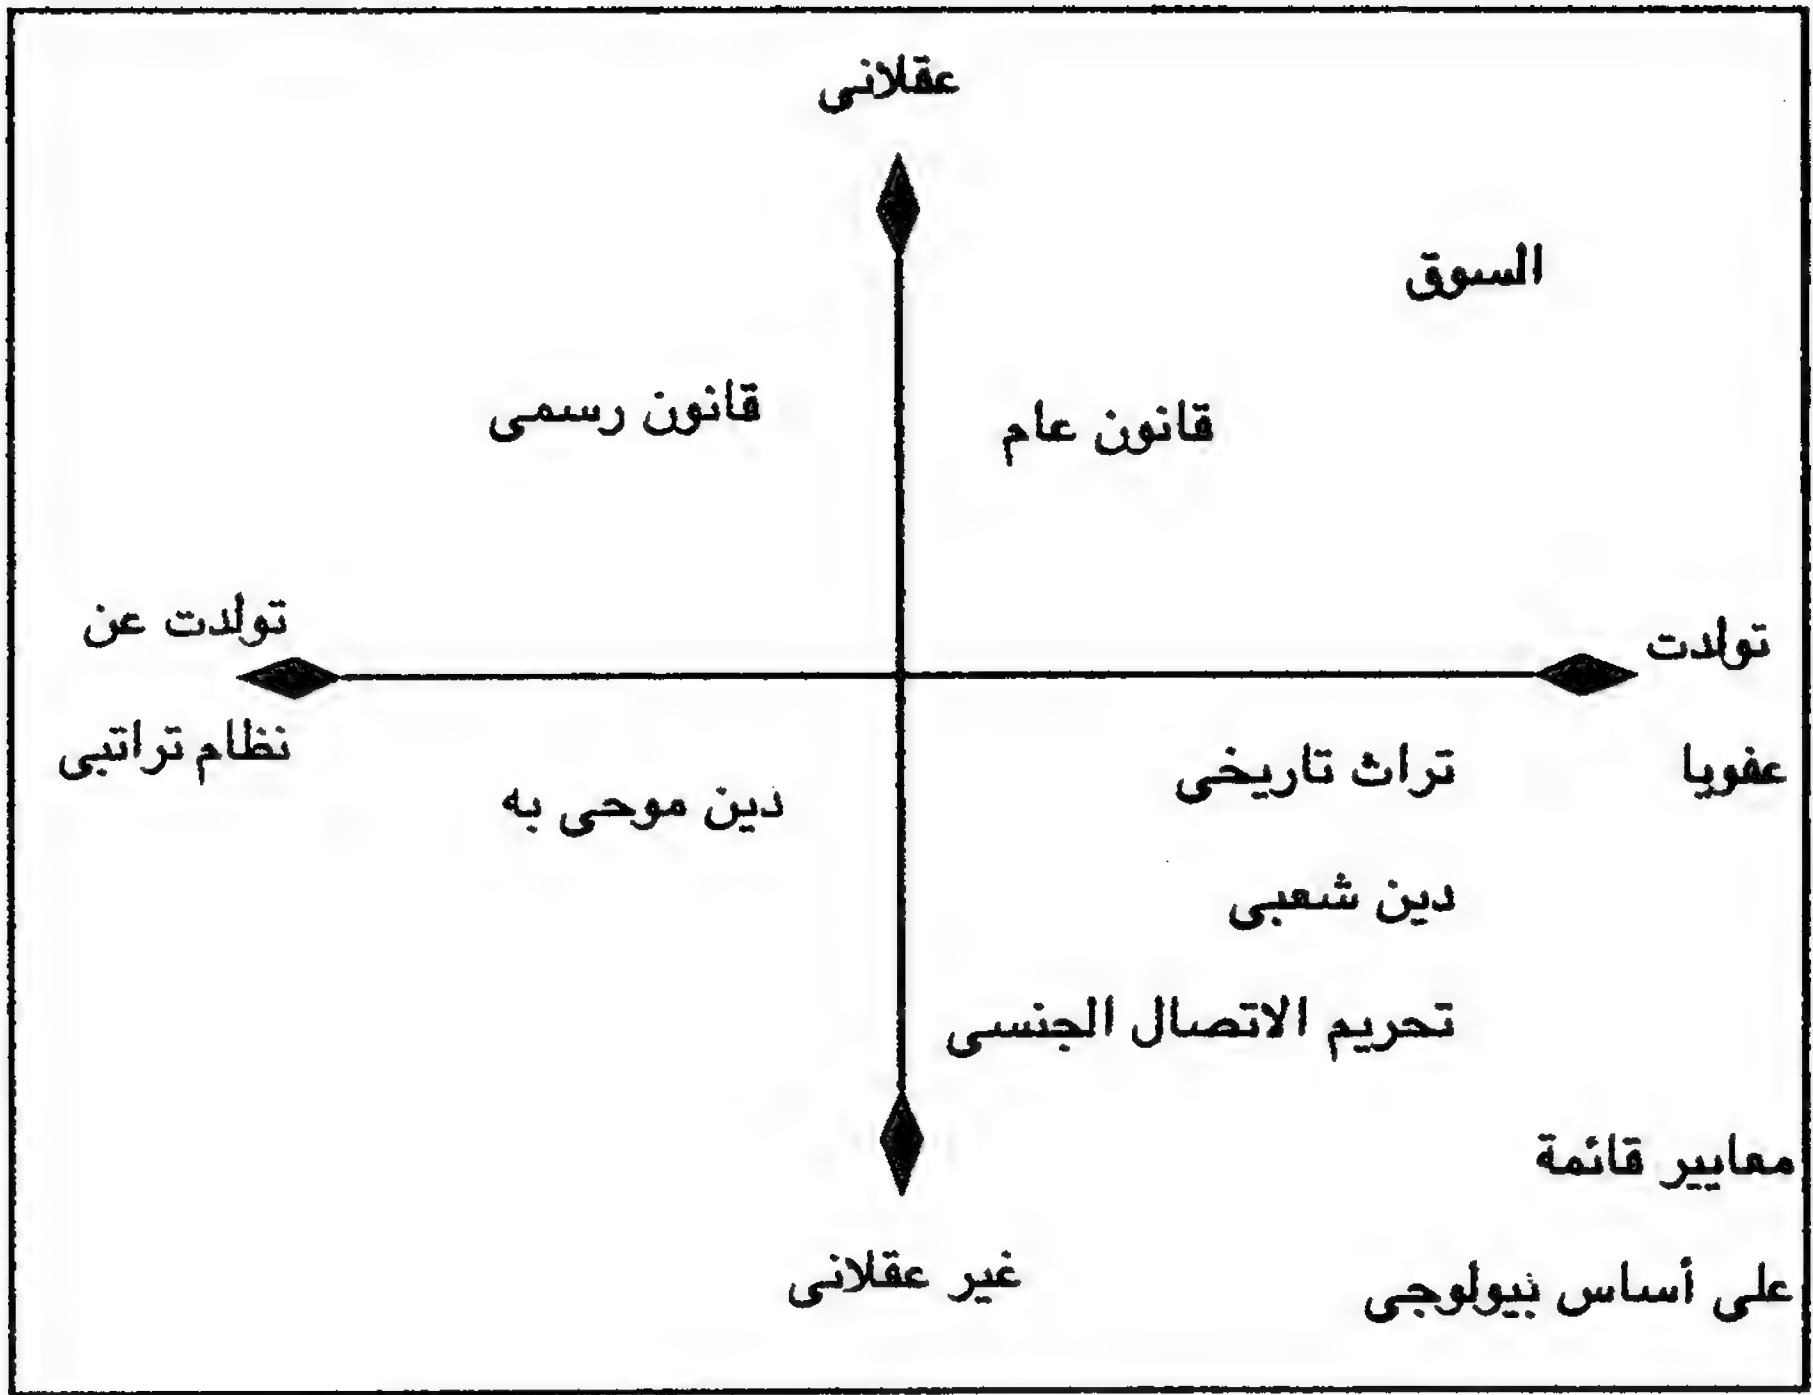 عقلانى
السوق
قانون عام
قانون رسمى
تولدت
عفويا
تولدت عن
نظام تراتبى
تراث تاريخى
دين موحى به
دين شعبى
تحريم الاتصال الجنسى
معايير قائمة
على أساس بيولوجى
غير عقلانى